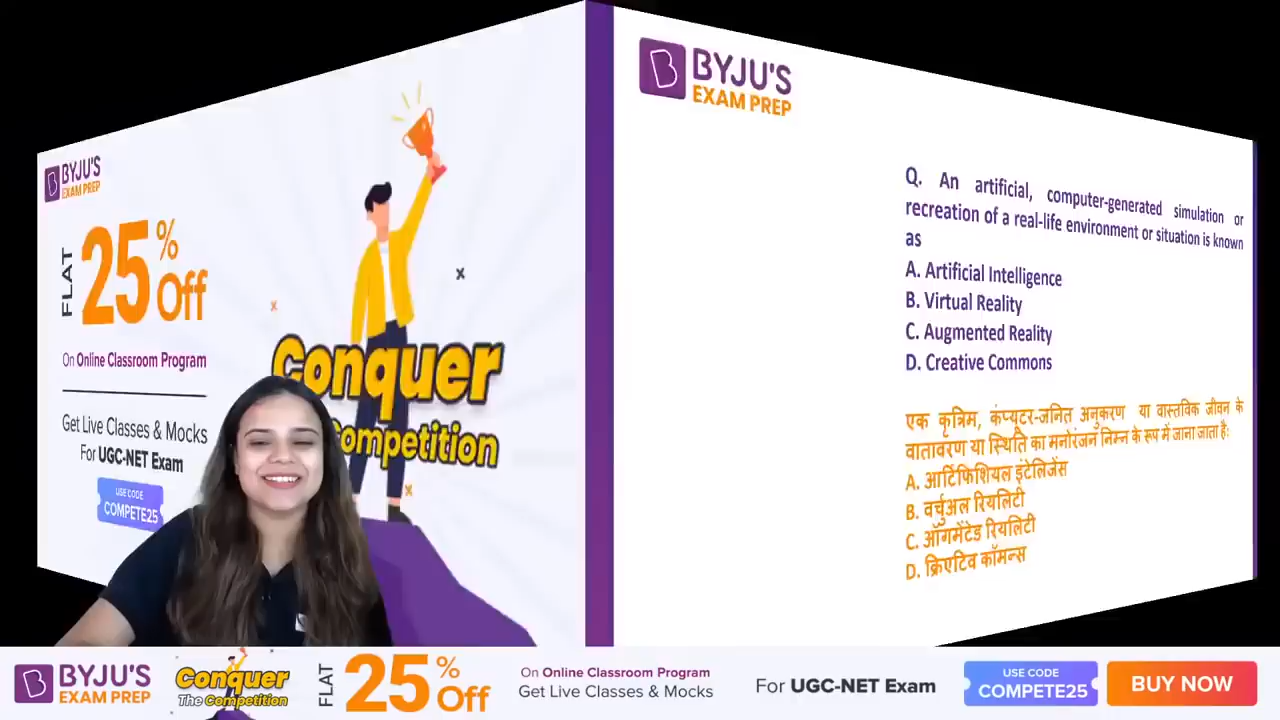 BYJU'S
EXAM PREP
FLAT
25% Off
On Online Classroom Program
Get Live Classes & Mocks
For UGC-NET Exam
USE CODE
COMPETE25
Conquer
Competition
BYJU'S
EXAM PREP
Q. An artificial, computer-generated simulation or
recreation of a real-life environment or situation is known
as
A. Artificial Intelligence
B. Virtual Reality
C. Augmented Reality
D. Creative Commons
एक कृत्रिम, कंप्यूटर-जनित अनुकरण या वास्तविक जीवन के
वातावरण या स्थिति का मनोरंजन निम्न के रूप में जाना जाता है:
A. आर्टिफिशियल इंटेलिजेंस
B. वर्चुअल रियलिटी
C. ऑगमेंटेड रियलिटी
D. क्रिएटिव कॉमन्स
BYJU'S
EXAM PREP
Conquer
The Competition
FLAT
25% Off
On Online Classroom Program
Get Live Classes & Mocks
For UGC-NET Exam
USE CODE
COMPETE25
BUY NOW